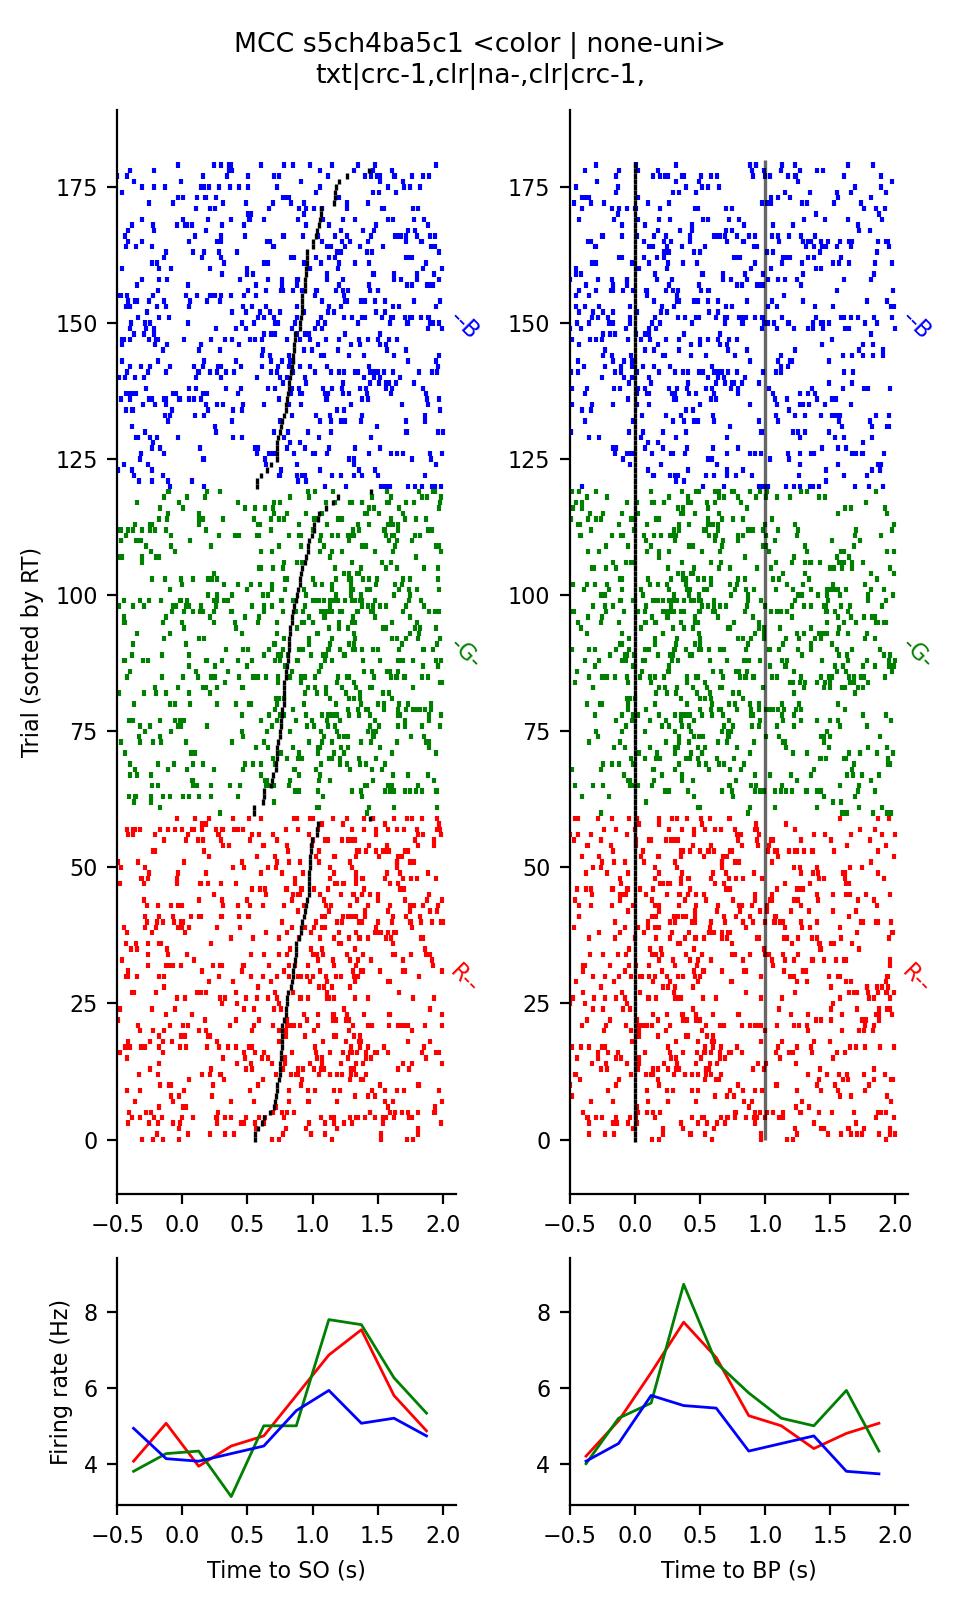 MCC s5ch4ba5c1 <color | none-uni>
txt|crc-1,clr|na-,clr|crc-1,
Trial (sorted by RT)
175
150
125
100
75
50
25
0
--B
-G-
R--
−0.5 0.0 0.5 1.0 1.5 2.0
175
150
125
100
75
50
25
0
--B
-G-
R--
−0.5 0.0 0.5 1.0 1.5 2.0
Firing rate (Hz)
8
6
4
−0.5 0.0 0.5 1.0 1.5 2.0
Time to SO (s)
8
6
4
−0.5 0.0 0.5 1.0 1.5 2.0
Time to BP (s)